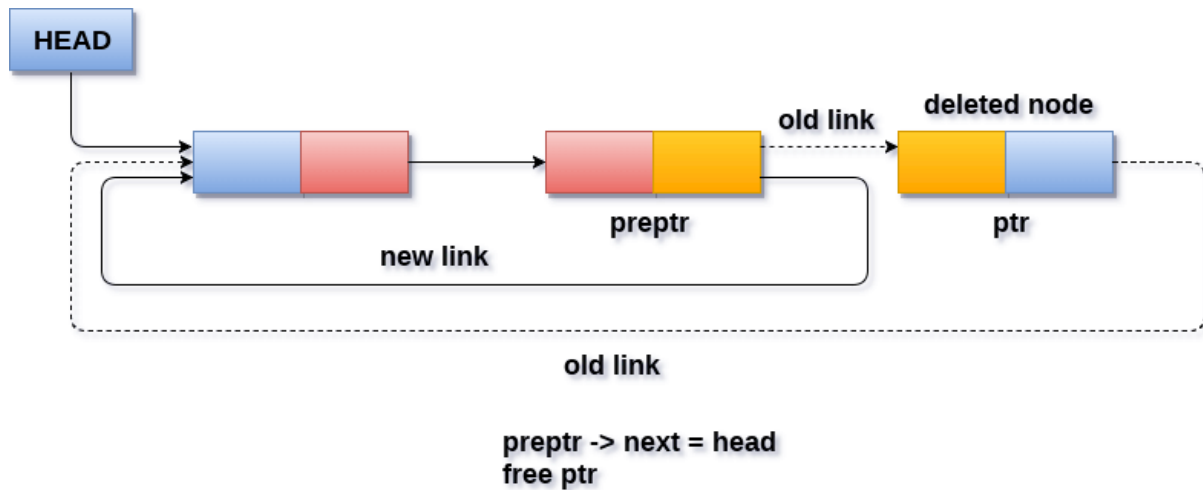 HEAD
deleted node
old link
preptr
ptr
new link
old link
preptr -> next = head
free ptr